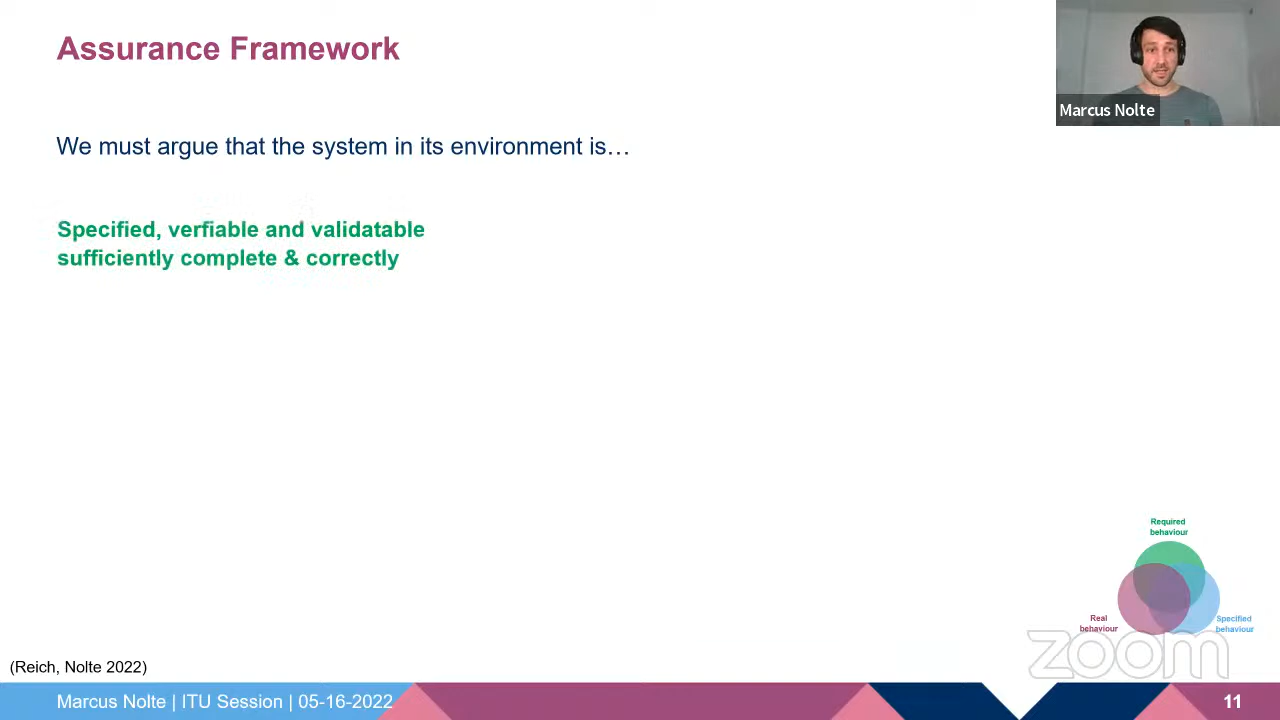 Assurance Framework
Marcus Nolte
We must argue that the system in its environment is…
Specified, verfiable and validatable
sufficiently complete & correctly
Required
behaviour
Real
behaviour
Specified
behaviour
zoom
(Reich, Nolte 2022)
Marcus Nolte | ITU Session | 05-16-2022
11